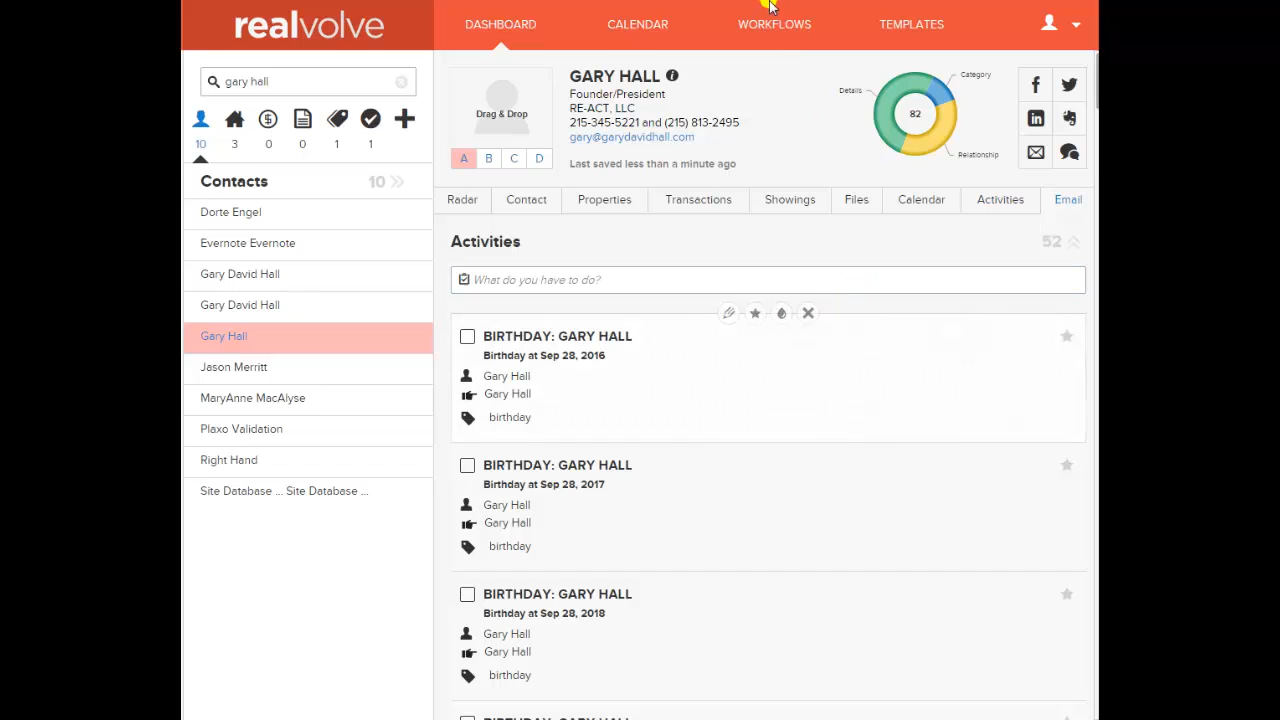 realvolve
DASHBOARD
CALENDAR
WORKFLOWS
TEMPLATES
gary hall
10
3
0
0
1
1
Contacts
10
Dorte Engel
Evernote Evernote
Gary David Hall
Gary David Hall
Gary Hall
Jason Merritt
MaryAnne MacAlyse
Plaxo Validation
Right Hand
Site Database ... Site Database ...
Drag & Drop
A
B
C
D
GARY HALL
Founder/President
RE-ACT, LLC
215-345-5221 and (215) 813-2495
gary@garydavidhall.com
Last saved less than a minute ago
Details
Category
82
Relationship
Radar
Contact
Properties
Transactions
Showings
Files
Calendar
Activities
Email
Activities
52
What do you have to do?
BIRTHDAY: GARY HALL
Birthday at Sep 28, 2016
Gary Hall
Gary Hall
birthday
BIRTHDAY: GARY HALL
Birthday at Sep 28, 2017
Gary Hall
Gary Hall
birthday
BIRTHDAY: GARY HALL
Birthday at Sep 28, 2018
Gary Hall
Gary Hall
birthday
BIRTHDAY: GARY HALL